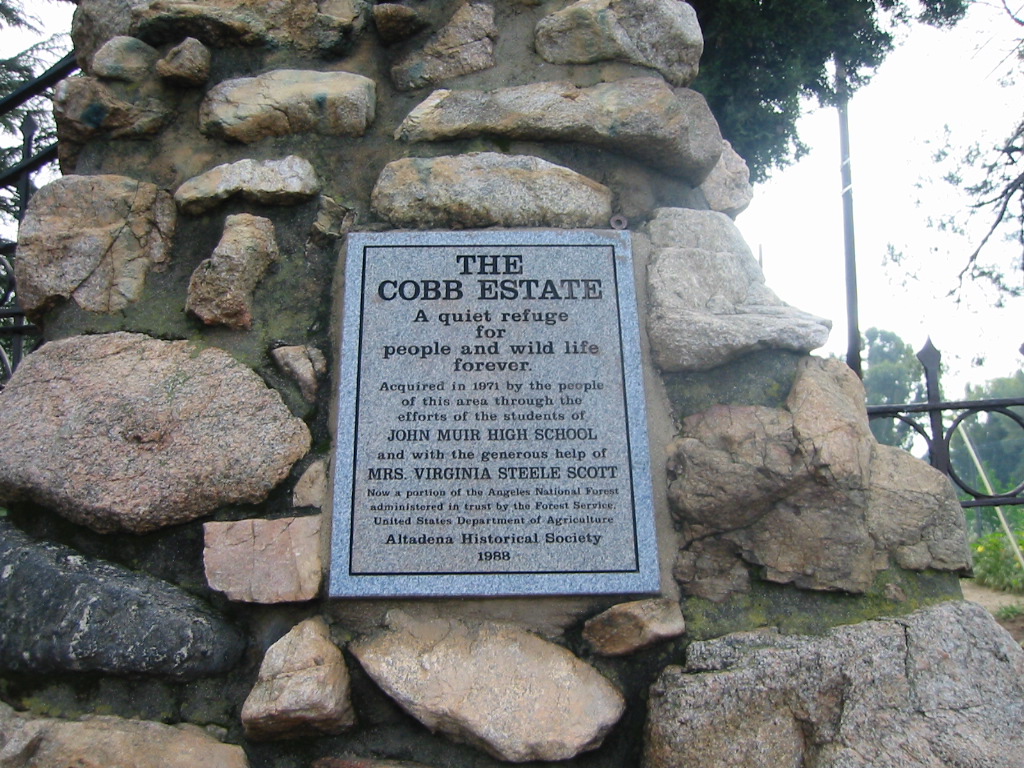 THE
COBB ESTATE
A quiet refuge
for
people and wild life
forever.
Acquired in 1971 by the people
of this area through the
efforts of the students of
JOHN MUIR HIGH SCHOOL
and with the generous help of
MRS. VIRGINIA STEELE SCOTT
Now a portion of the Angeles National Forest
administered in trust by the Forest Service,
United States Department of Agriculture
Altadena Historical Society
1988